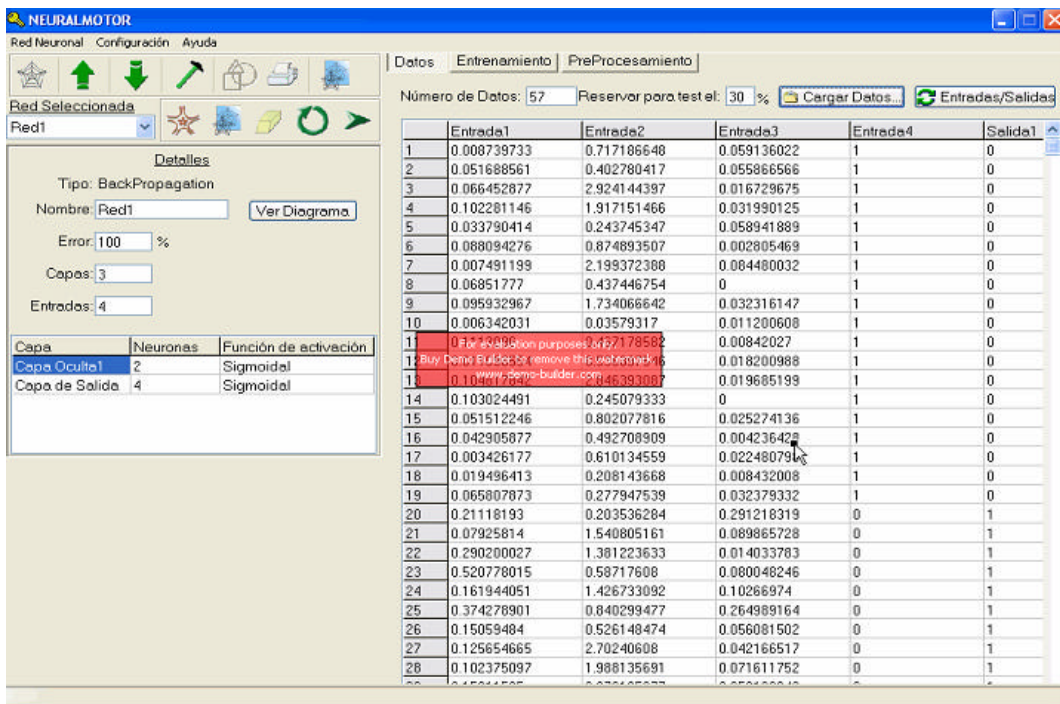 NEURALMOTOR
Red Neuronal Configuración Ayuda
Red Seleccionada
Red1
Detalles
Tipo: BackPropagation
Nombre: Red1 Ver Diagrama
Error: 100 %
Capas: 3
Entradas: 4
Capa Neuronas Función de activación
Capa Oculta1 2 Sigmoidal
Capa de Salida 4 Sigmoidal
Datos Entrenamiento PreProcesamiento
Número de Datos: 57 Reservar para test el: 30 % Cargar Datos... Entradas/Salidas
Entrada1 Entrada2 Entrada3 Entrada4 Salida1
1 0.008739733 0.717186648 0.059136022 1 0
2 0.051688561 0.402780417 0.055866566 1 0
3 0.066452877 2.924144397 0.016729675 1 0
4 0.102281146 1.917151466 0.031990125 1 0
5 0.033790414 0.243745347 0.058941889 1 0
6 0.088094276 0.874893507 0.002805469 1 0
7 0.007491199 2.199372388 0.084480032 1 0
8 0.06851777 0.437446754 0 1 0
9 0.095932967 1.734066642 0.032316147 1 0
10 0.006342031 0.03579317 0.011200608 1 0
11 0.00842027 1 0
12 0.018200988 1 0
13 0.019685199 1 0
For evaluation purposes only.
Buy Demo Builder to remove this watermark.
www.demo-builder.com
14 0.103024491 0.245079333 0 1 0
15 0.051512246 0.802077816 0.025274136 1 0
16 0.042905877 0.492708909 1 0
17 0.003426177 0.610134559 1 0
18 0.019496413 0.208143668 0.008432008 1 0
19 0.065807873 0.277947539 0.032379332 1 0
20 0.21118193 0.203536284 0.291218319 0 1
21 0.07925814 1.540805161 0.089865728 0 1
22 0.290200027 1.381223633 0.014033783 0 1
23 0.520778015 0.58717608 0.080048246 0 1
24 0.161944051 1.426733092 0.10266974 0 1
25 0.374278901 0.840299477 0.264989164 0 1
26 0.15059484 0.526148474 0.056081502 0 1
27 0.125654665 2.70240608 0.042166517 0 1
28 0.102375097 1.988135691 0.071611752 0 1